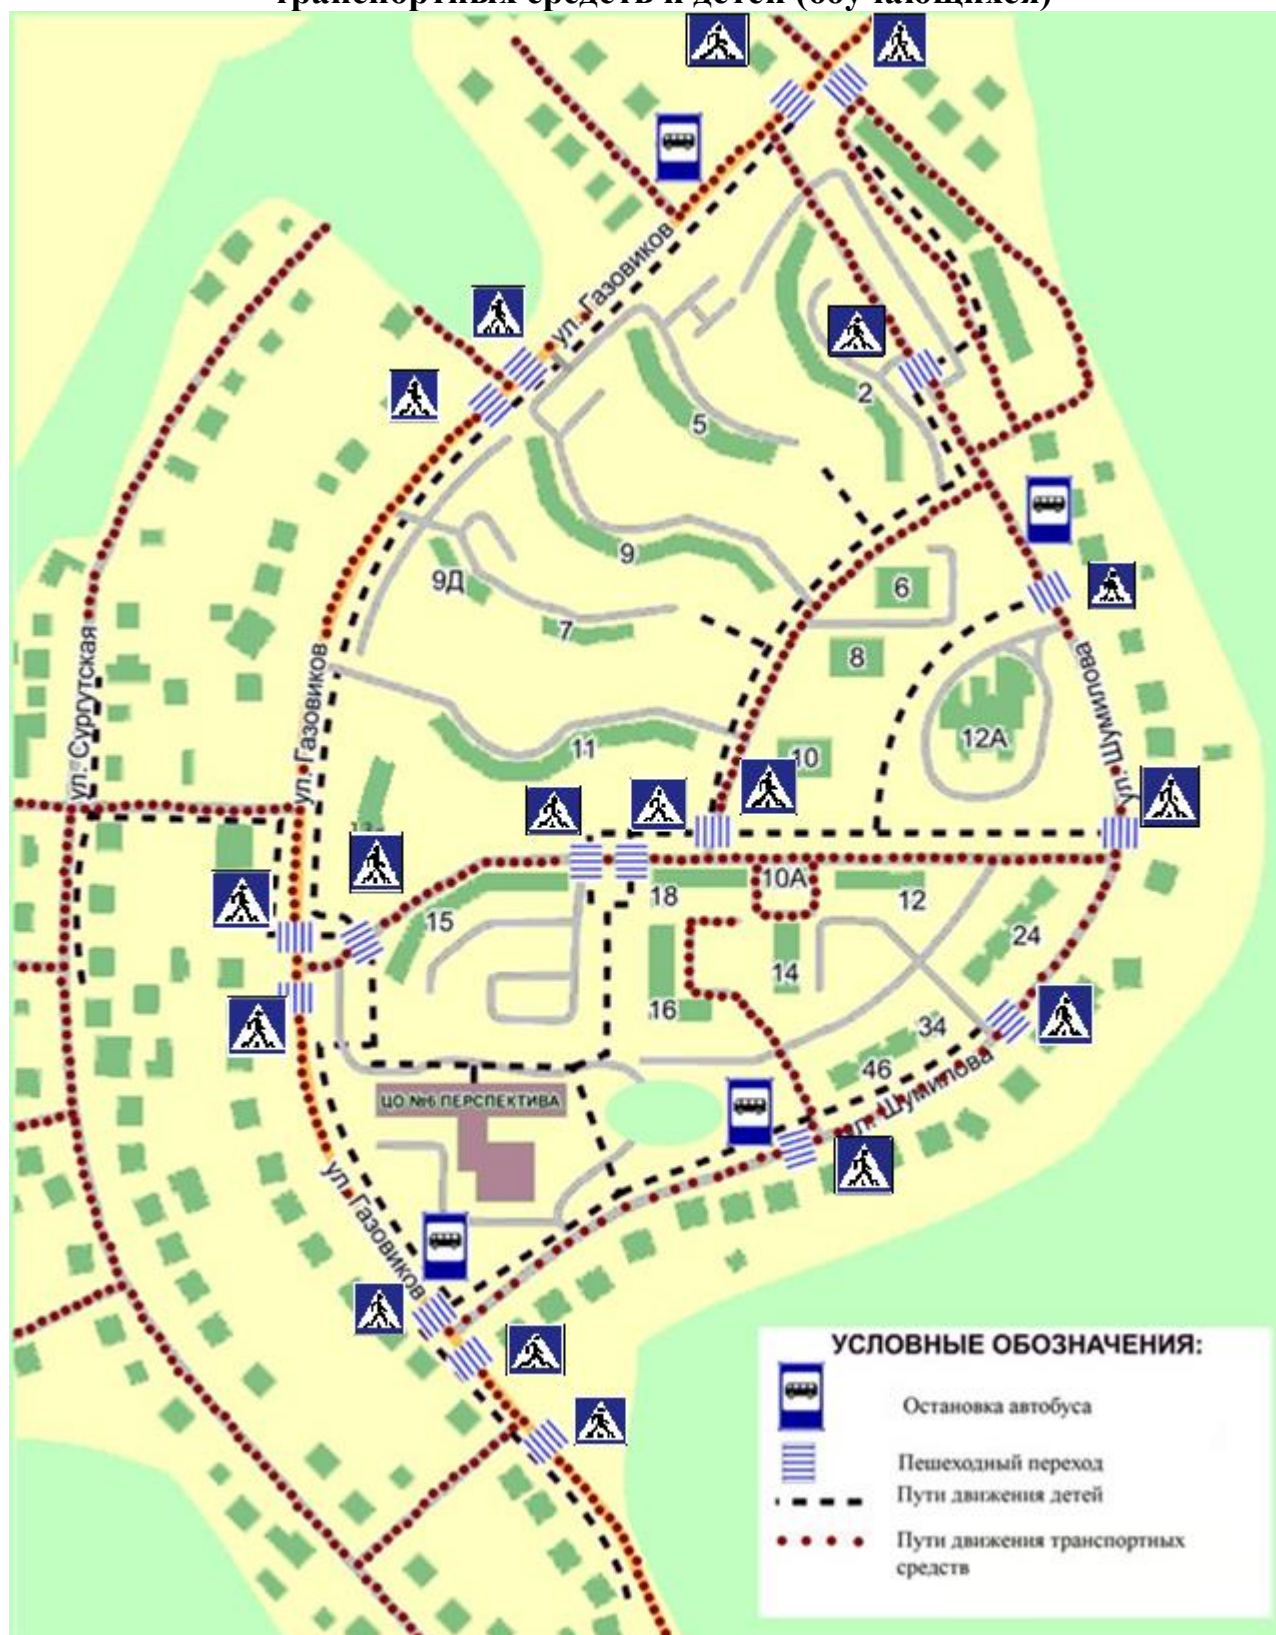 транспортных средств и детей (обучающихся)
ул. Газовиков
2
5
9
9Д
6
7
8
ул. Сургутская
ул. Газовиков
ул. Шумилова
11
10
12А
10А
18
12
15
24
14
16
34
46
ул. Шумилова
ЦО №6 ПЕРСПЕКТИВА
ул. Газовиков
УСЛОВНЫЕ ОБОЗНАЧЕНИЯ:
Остановка автобуса
Пешеходный переход
Пути движения детей
Пути движения транспортных
средств